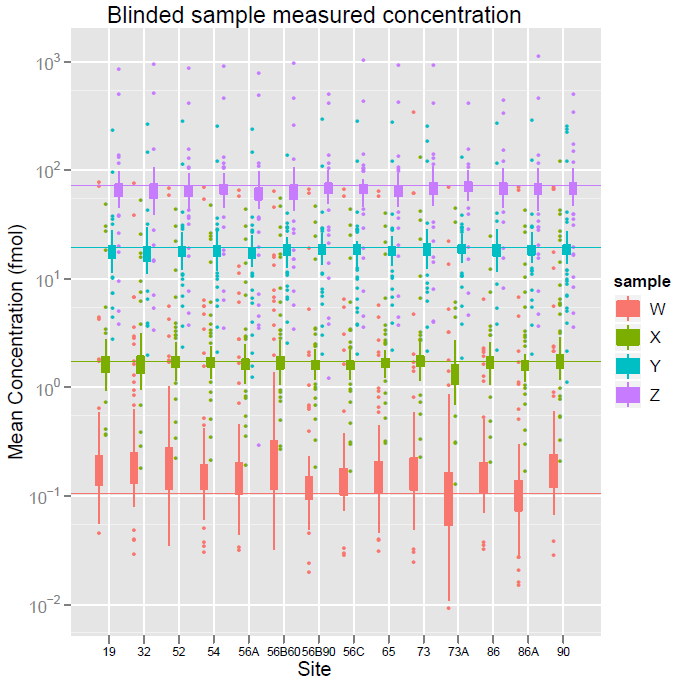 Blinded sample measured concentration
Mean Concentration (fmol)
10³
10²
10¹
10⁰
10⁻¹
10⁻²
19 32 52 54 56A 56B60 56B90 56C 65 73 73A 86 86A 90
Site
sample
W
X
Y
Z